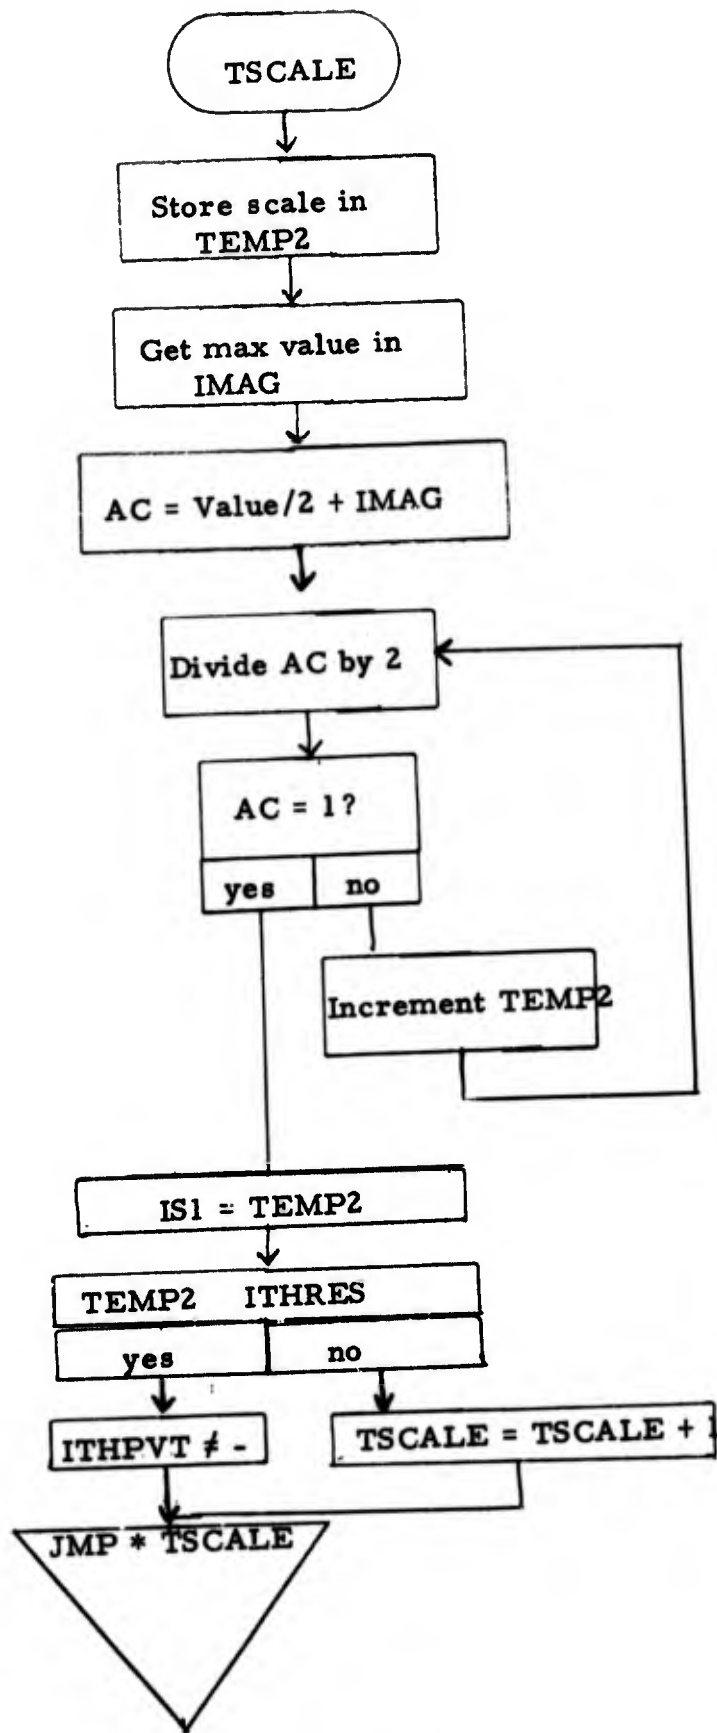 TSCALE
Store scale in
TEMP2
Get max value in
IMAG
AC = Value/2 + IMAG
Divide AC by 2
AC = 1?
yes no
Increment TEMP2
IS1 = TEMP2
TEMP2 ITHRES
yes no
ITHPVT ≠ -
TSCALE = TSCALE + 1
JMP * TSCALE